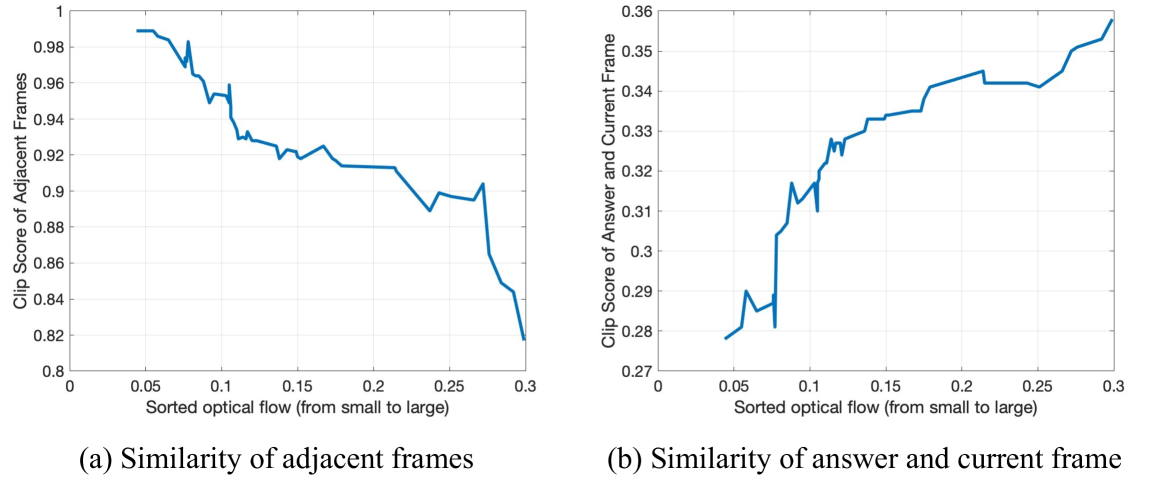 1
0.98
0.96
0.94
0.92
0.9
0.88
0.86
0.84
0.82
0.8
Clip Score of Adjacent Frames
0 0.05 0.1 0.15 0.2 0.25 0.3
Sorted optical flow (from small to large)
(a) Similarity of adjacent frames
0.36
0.35
0.34
0.33
0.32
0.31
0.3
0.29
0.28
0.27
Clip Score of Answer and Current Frame
0 0.05 0.1 0.15 0.2 0.25 0.3
Sorted optical flow (from small to large)
(b) Similarity of answer and current frame